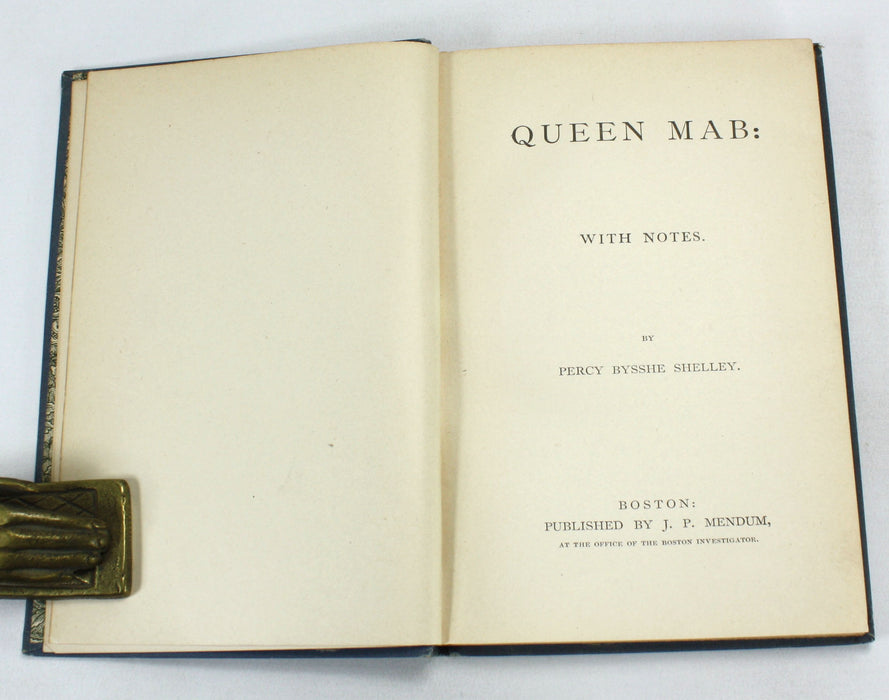 QUEEN MAB:
WITH NOTES.
BY
PERCY BYSSHE SHELLEY.
BOSTON:
PUBLISHED BY J. P. MENDUM,
AT THE OFFICE OF THE BOSTON INVESTIGATOR.